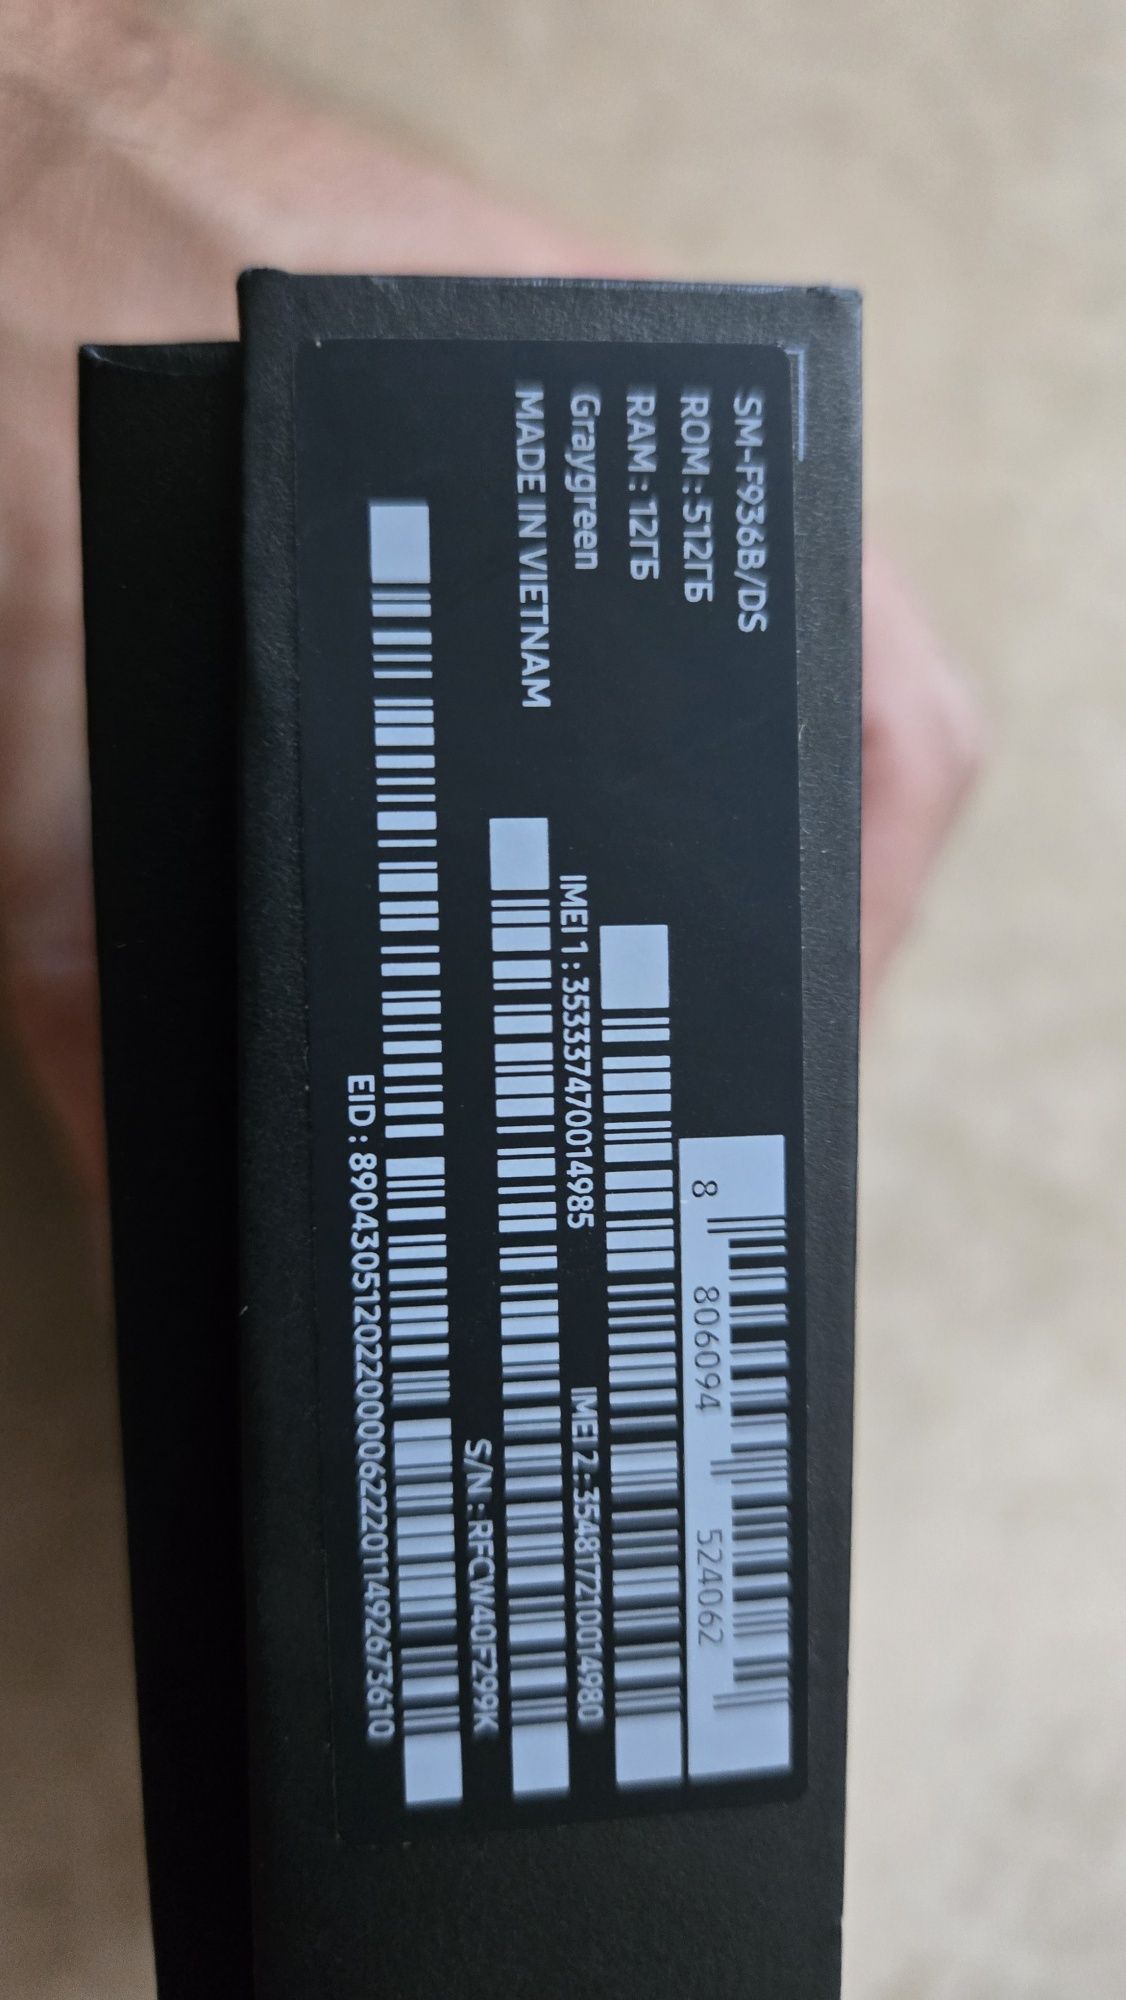 SM-F936B/DS
ROM : 512ГБ
RAM : 12ГБ
Graygreen
MADE IN VIETNAM
8 806094 524062
IMEI 1 : 353337470014985
IMEI 2 : 354817210014980
S/N : RFCW40F299K
EID : 89043051202200006222011492673610